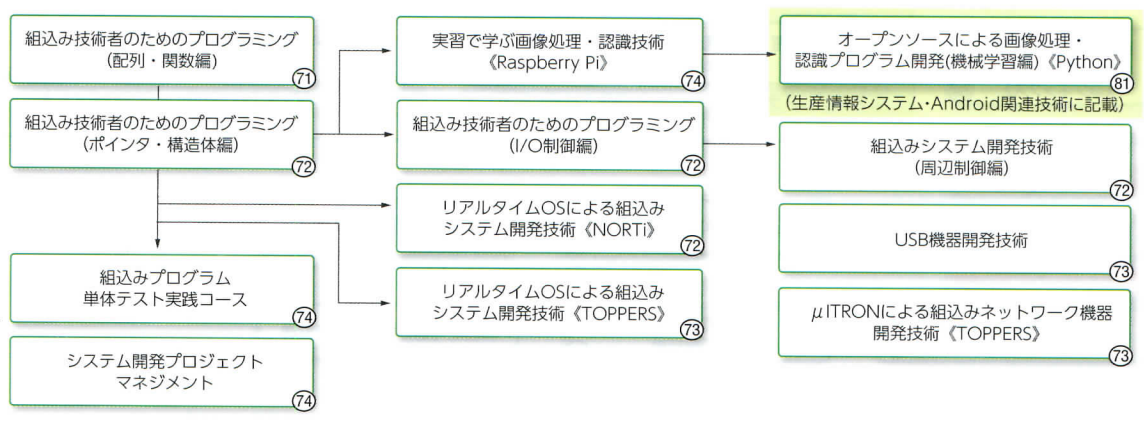 組込み技術者のためのプログラミング
(配列・関数編)
71
組込み技術者のためのプログラミング
(ポインタ・構造体編)
72
組込みプログラム
単体テスト実践コース
74
システム開発プロジェクト
マネジメント
74
実習で学ぶ画像処理・認識技術
《Raspberry Pi》
74
組込み技術者のためのプログラミング
(I/O制御編)
72
リアルタイムOSによる組込み
システム開発技術《NORTi》
72
リアルタイムOSによる組込み
システム開発技術《TOPPERS》
73
オープンソースによる画像処理・
認識プログラム開発(機械学習編)《Python》
81
(生産情報システム・Android関連技術に記載)
組込みシステム開発技術
(周辺制御編)
72
USB機器開発技術
73
μITRONによる組込みネットワーク機器
開発技術《TOPPERS》
73